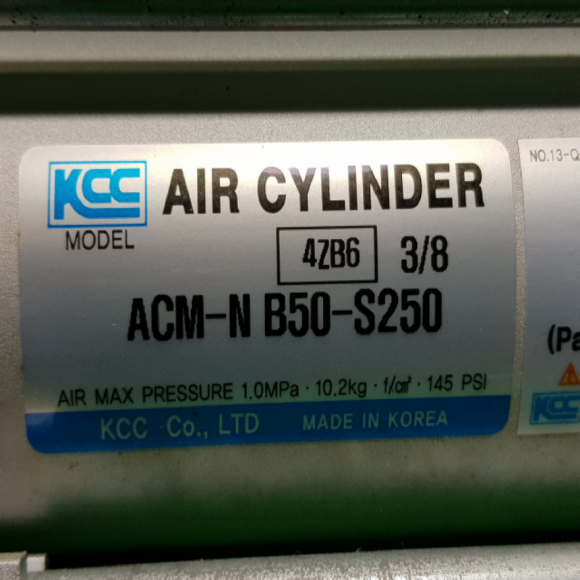 KCC AIR CYLINDER
MODEL
4ZB6 3/8
ACM-N B50-S250
AIR MAX PRESSURE 1.0MPa · 10.2kg · f/㎠ · 145 PSI
KCC Co., LTD MADE IN KOREA
NO.13-Q
(Pa
KCC